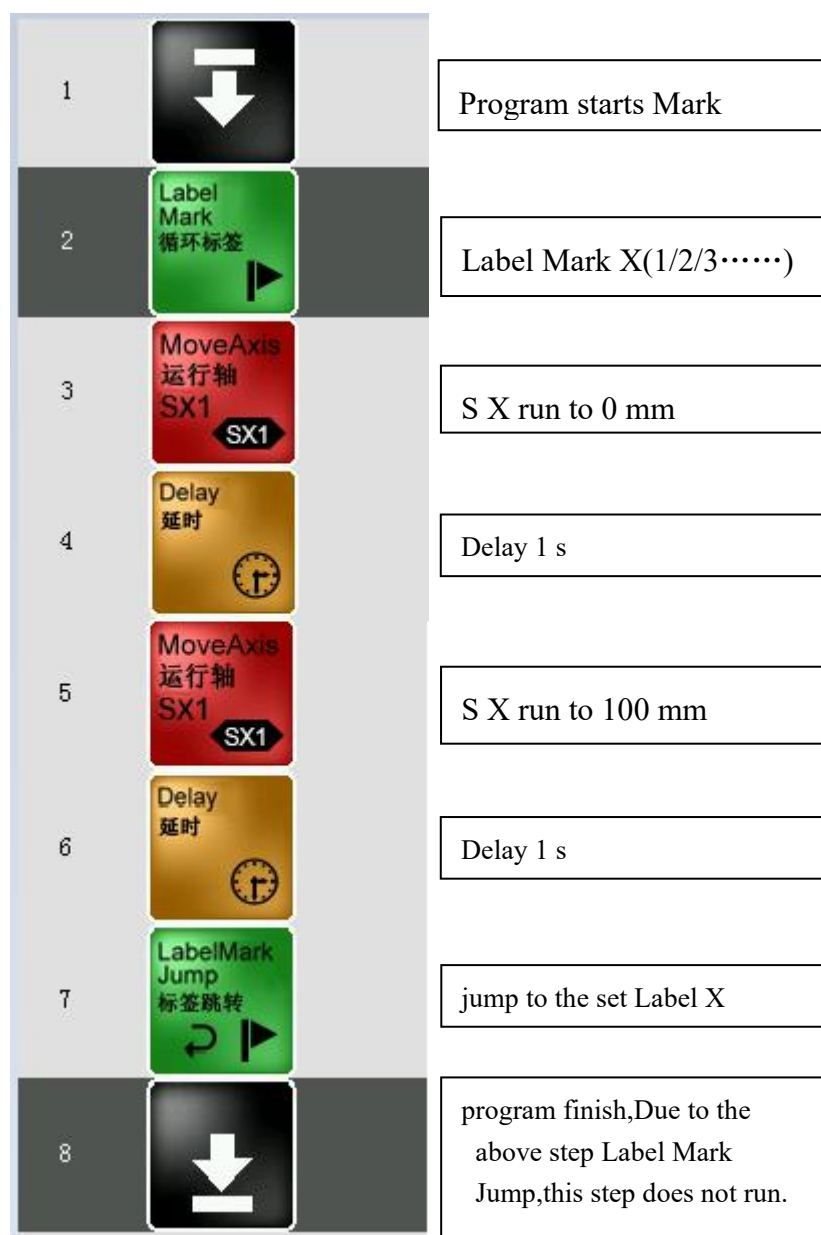 1
Program starts Mark
2
Label
Mark
循环标签
Label Mark X(1/2/3……)
3
MoveAxis
运行轴
SX1
SX1
S X run to 0 mm
4
Delay
延时
Delay 1 s
5
MoveAxis
运行轴
SX1
SX1
S X run to 100 mm
6
Delay
延时
Delay 1 s
7
LabelMark
Jump
标签跳转
jump to the set Label X
8
program finish,Due to the
above step Label Mark
Jump,this step does not run.